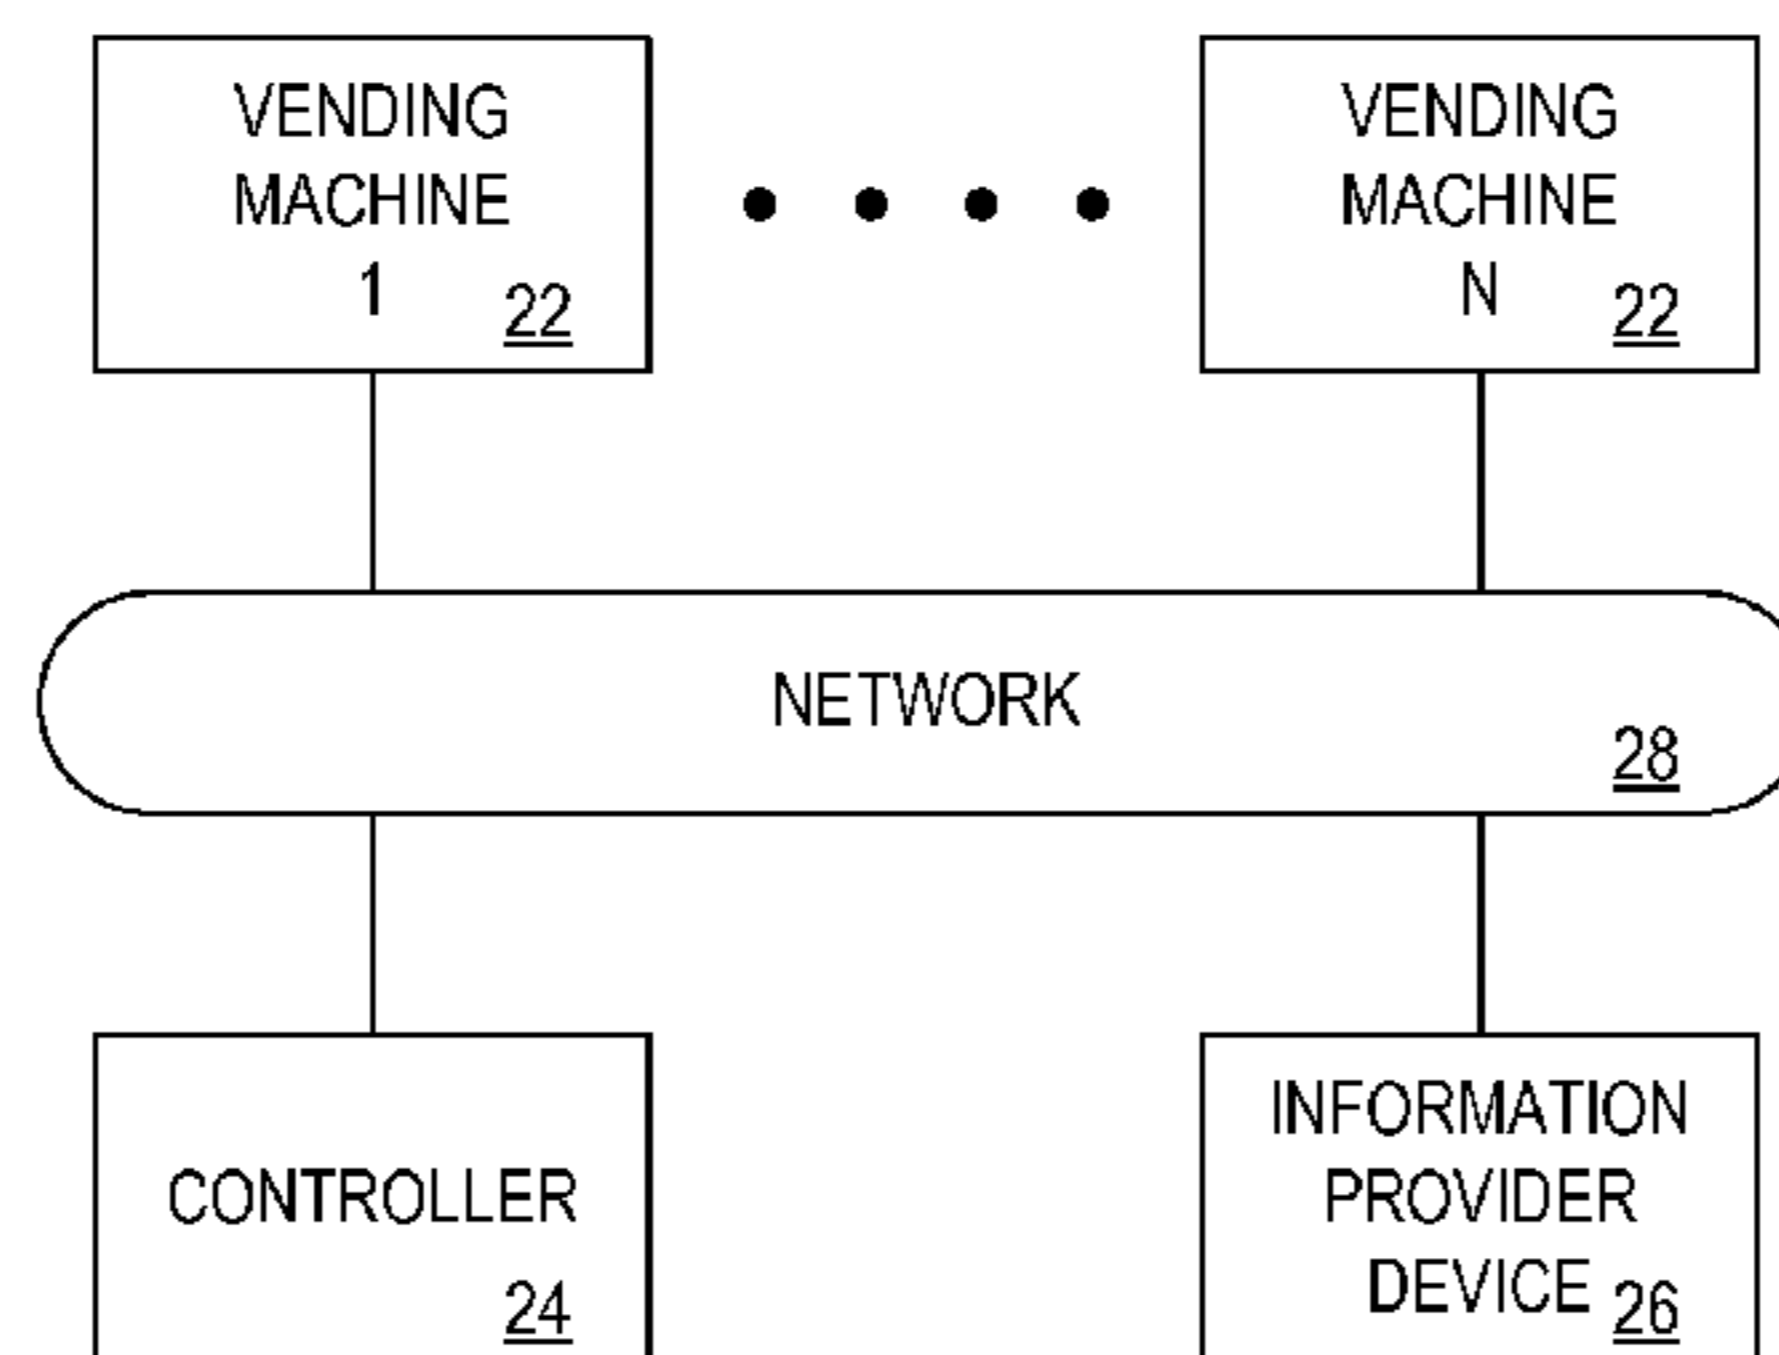 VENDING
MACHINE
1
22
VENDING
MACHINE
N
22
NETWORK
28
CONTROLLER
24
INFORMATION
PROVIDER
DEVICE
26